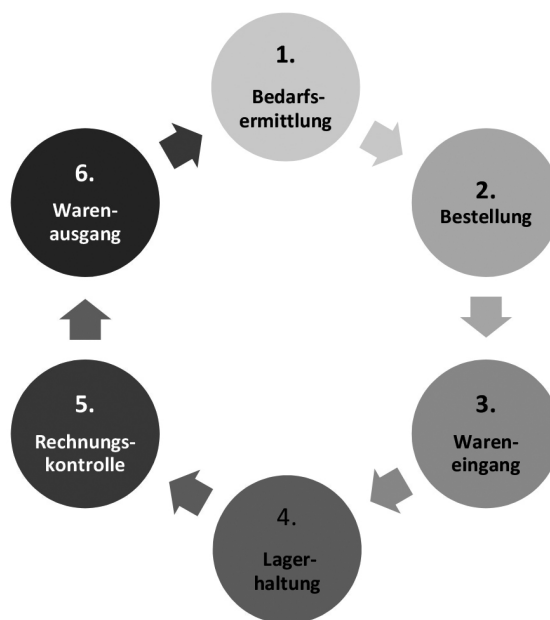 1.
Bedarfs-
ermittlung
2.
Bestellung
3.
Waren-
eingang
4.
Lager-
haltung
5.
Rechnungs-
kontrolle
6.
Waren-
ausgang